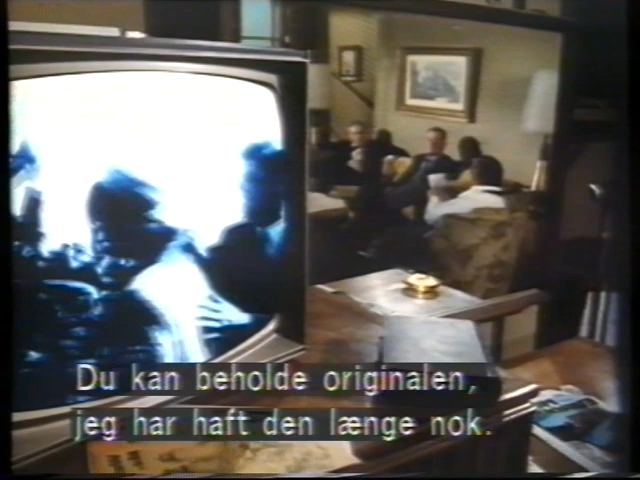 Du kan beholde originalen,
jeg har haft den længe nok.